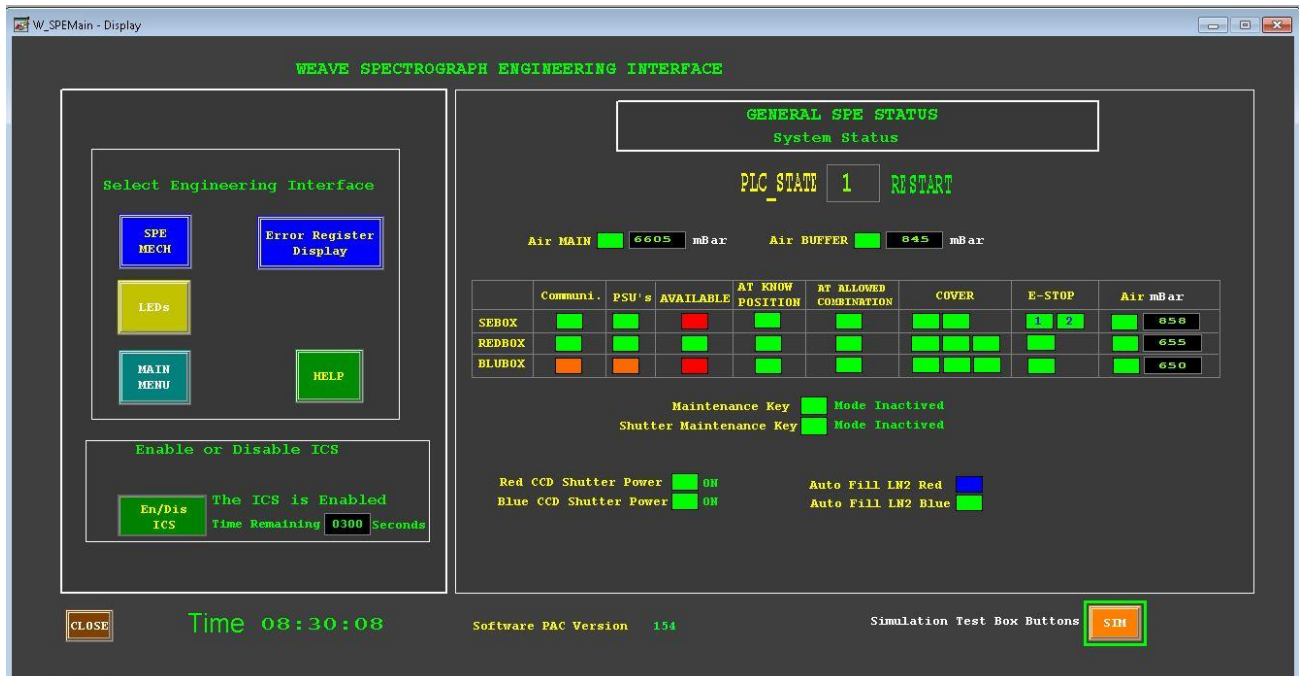 W_SPEMain - Display
WEAVE SPECTROGRAPH ENGINEERING INTERFACE
Select Engineering Interface
SPE
MECH
Error Register
Display
LEDs
MAIN
MENU
HELP
Enable or Disable ICS
En/Dis
ICS
The ICS is Enabled
Time Remaining 0300 Seconds
GENERAL SPE STATUS
System Status
PLC_STATE 1 RESTART
Air MAIN 6605 mBar Air BUFFER 845 mBar
Communi. PSU's AVAILABLE AT KNOW POSITION AT ALLOWED COMBINATION COVER E-STOP Air mBar
SEBOX 1 2 858
REDBOX 655
BLUBOX 650
Maintenance Key Mode Inactived
Shutter Maintenance Key Mode Inactived
Red CCD Shutter Power ON Auto Fill LN2 Red
Blue CCD Shutter Power ON Auto Fill LN2 Blue
CLOSE
Time 08:30:08
Software PAC Version 154
Simulation Test Box Buttons SIM